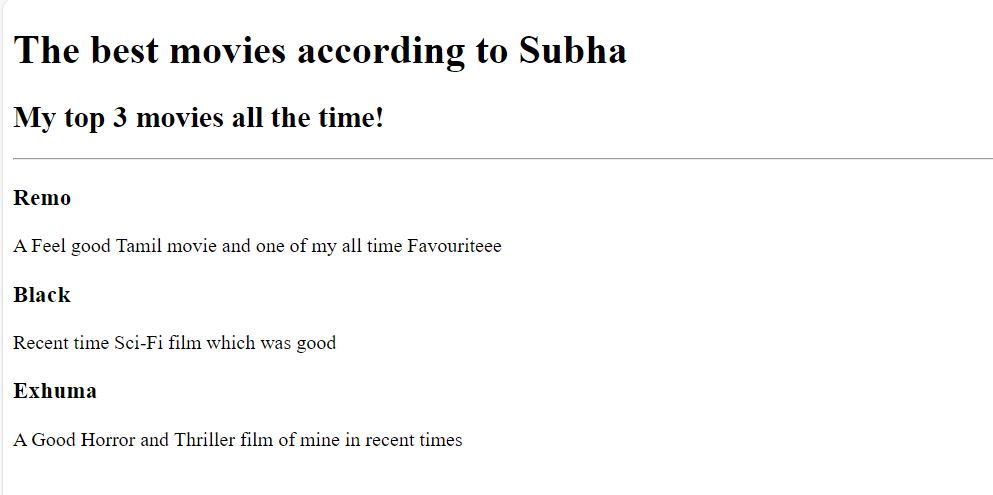 The best movies according to Subha
My top 3 movies all the time!
Remo
A Feel good Tamil movie and one of my all time Favouriteee
Black
Recent time Sci-Fi film which was good
Exhuma
A Good Horror and Thriller film of mine in recent times